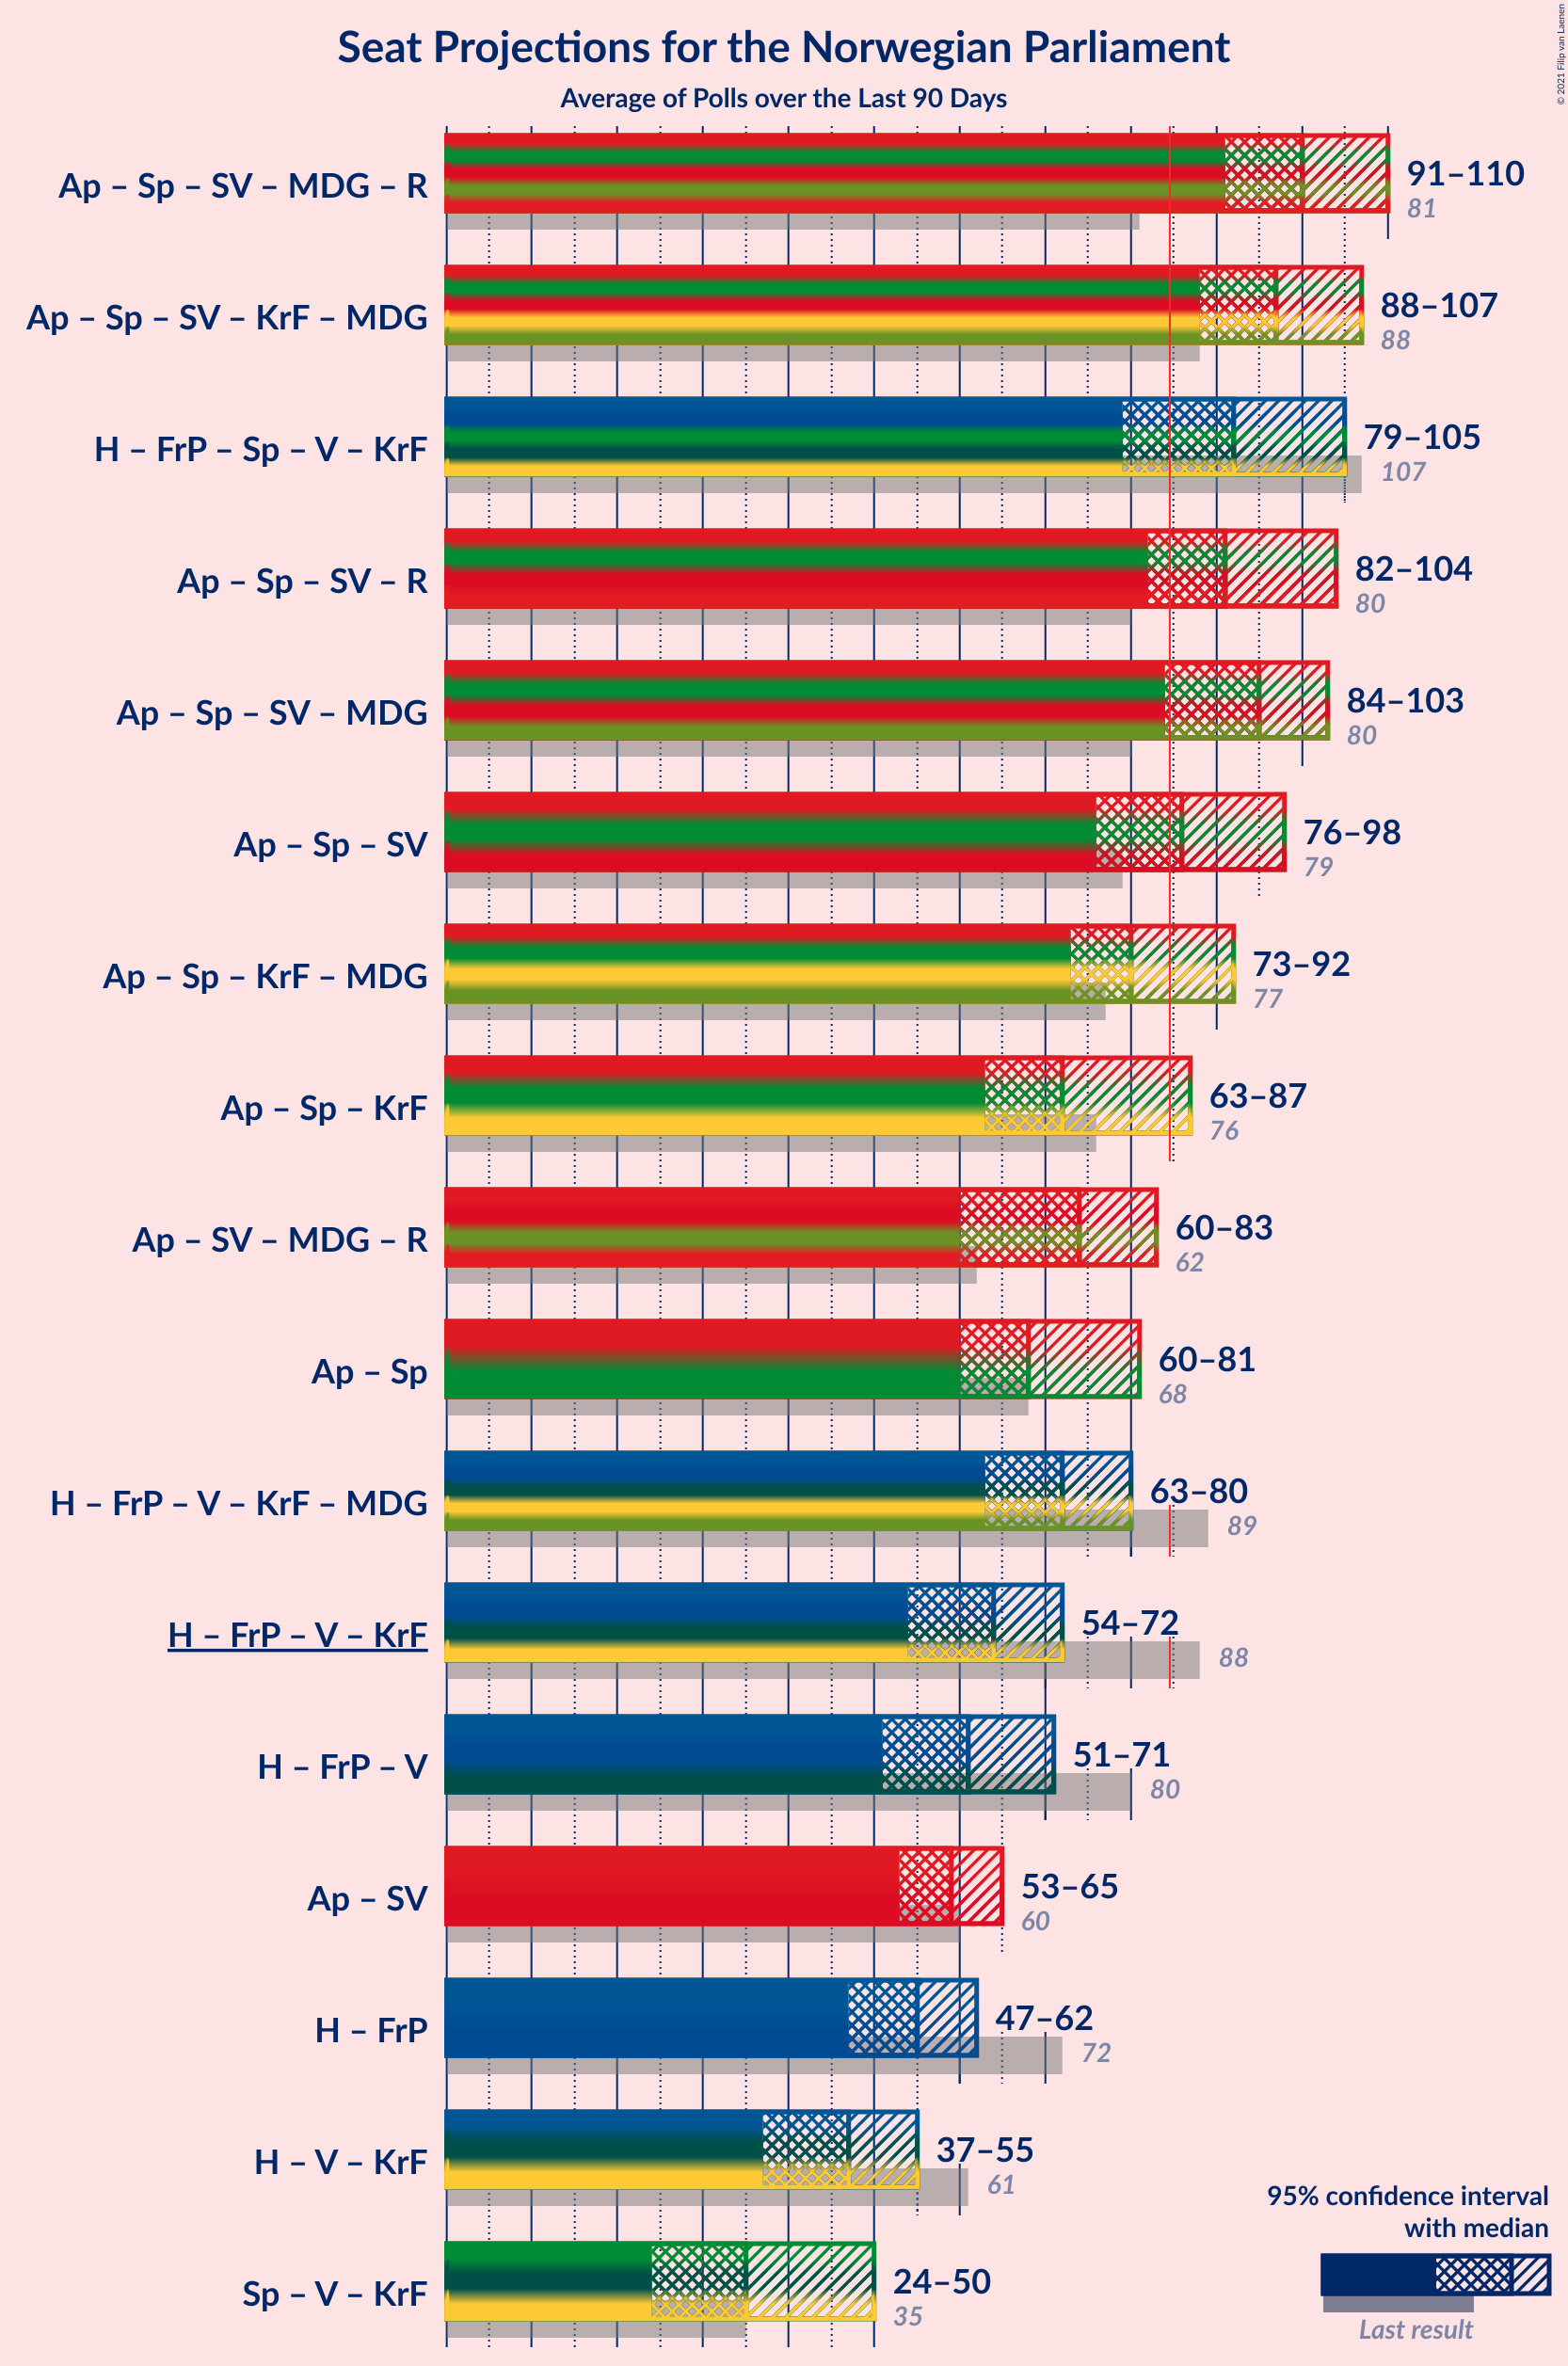 © 2021 Filip van Laenen
Seat Projections for the Norwegian Parliament
Average of Polls over the Last 90 Days
Ap – Sp – SV – MDG – R
91–110
81
Ap – Sp – SV – KrF – MDG
88–107
88
H – FrP – Sp – V – KrF
79–105
107
Ap – Sp – SV – R
82–104
80
Ap – Sp – SV – MDG
84–103
80
Ap – Sp – SV
76–98
79
Ap – Sp – KrF – MDG
73–92
77
Ap – Sp – KrF
63–87
76
Ap – SV – MDG – R
60–83
62
Ap – Sp
60–81
68
H – FrP – V – KrF – MDG
63–80
89
H – FrP – V – KrF
54–72
88
H – FrP – V
51–71
80
Ap – SV
53–65
60
H – FrP
47–62
72
H – V – KrF
37–55
61
Sp – V – KrF
24–50
35
95% confidence interval
with median
Last result